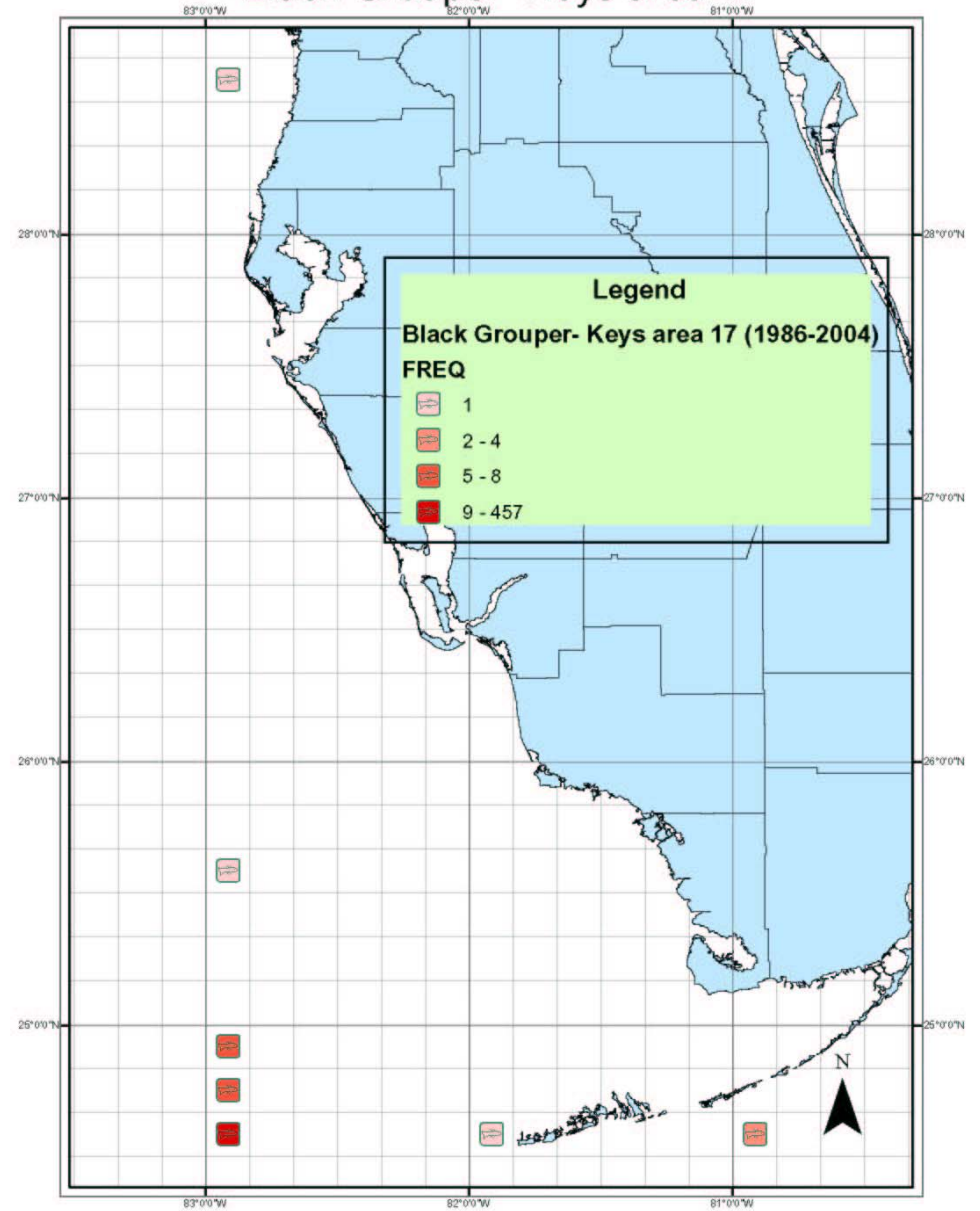 83°0'0"W 82°0'0"W 81°0'0"W
28°0'0"N 28°0'0"N
Legend
Black Grouper- Keys area 17 (1986-2004)
FREQ
1
2 - 4
5 - 8
9 - 457
27°0'0"N 27°0'0"N
26°0'0"N 26°0'0"N
25°0'0"N 25°0'0"N
N
83°0'0"W 82°0'0"W 81°0'0"W